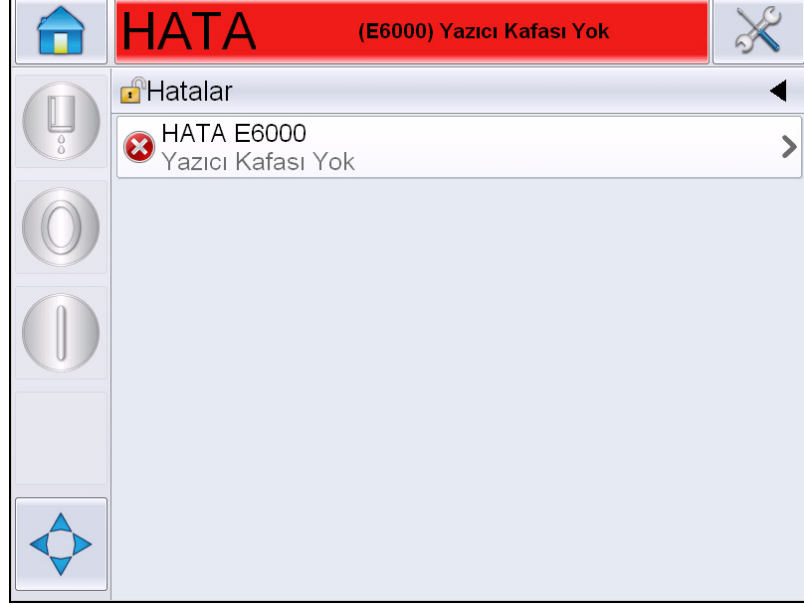 HATA (E6000) Yazıcı Kafası Yok
Hatalar
HATA E6000
Yazıcı Kafası Yok